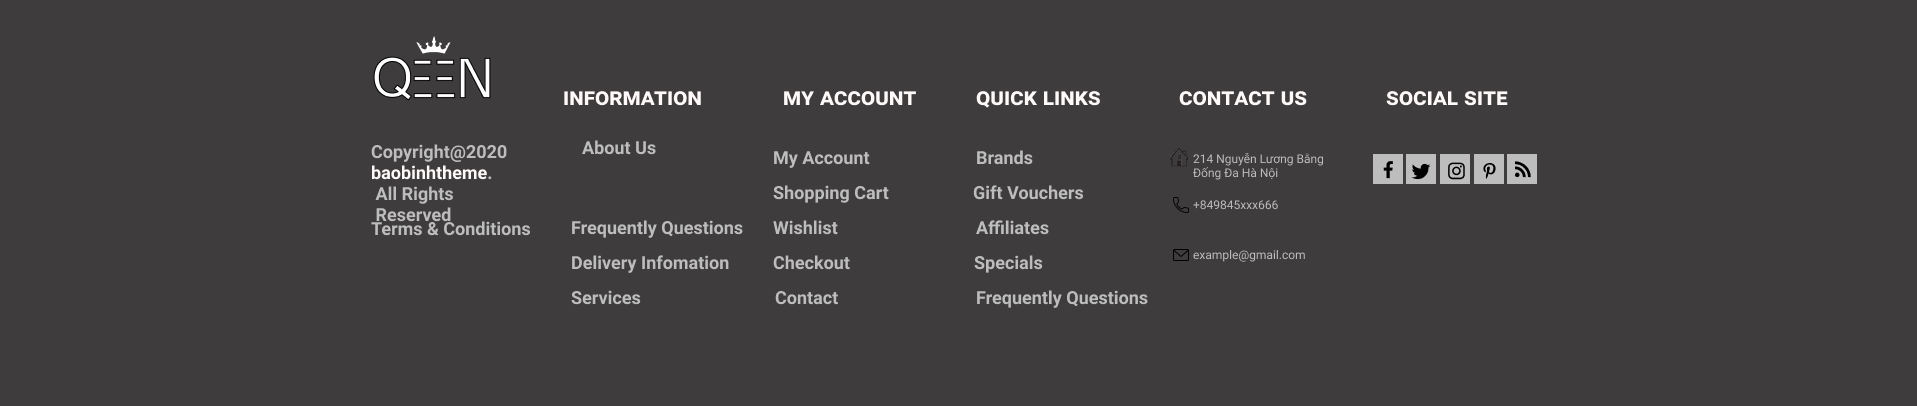 QEEN
Copyright@2020
baobinhtheme.
All Rights
Reserved
Terms & Conditions
INFORMATION
About Us
Frequently Questions
Delivery Infomation
Services
MY ACCOUNT
My Account
Shopping Cart
Wishlist
Checkout
Contact
QUICK LINKS
Brands
Gift Vouchers
Affiliates
Specials
Frequently Questions
CONTACT US
214 Nguyễn Lương Bằng
Đống Đa Hà Nội
+849845xxx666
example@gmail.com
SOCIAL SITE